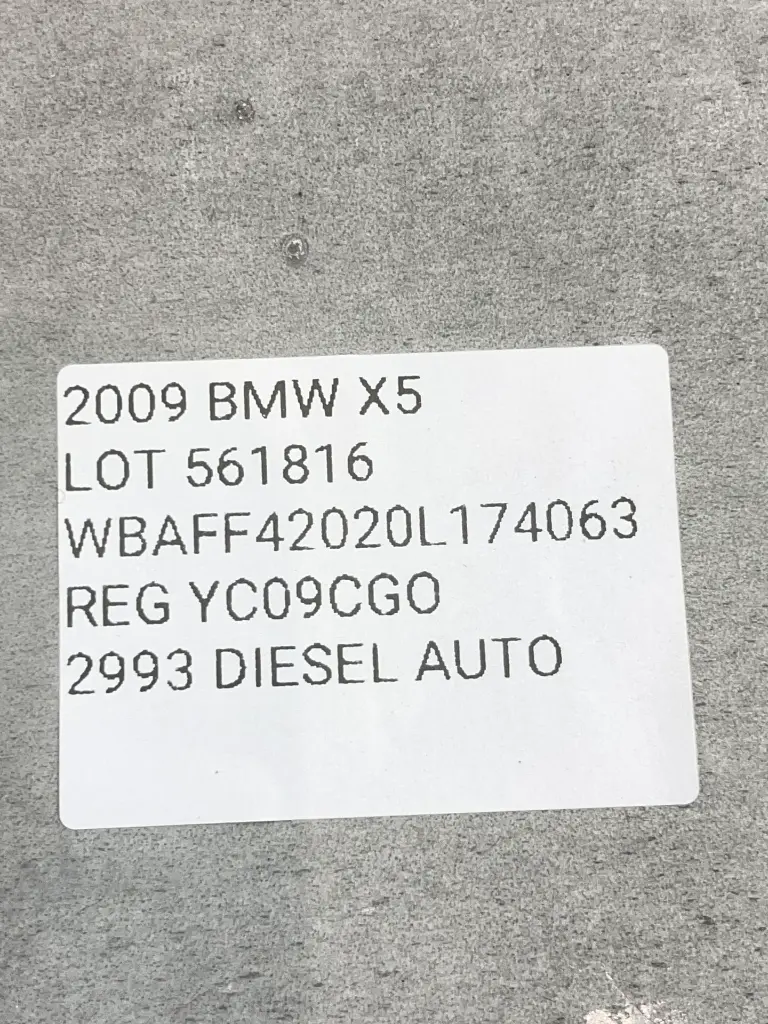 2009 BMW X5
LOT 561816
WBAFF42020L174063
REG YC09CGO
2993 DIESEL AUTO